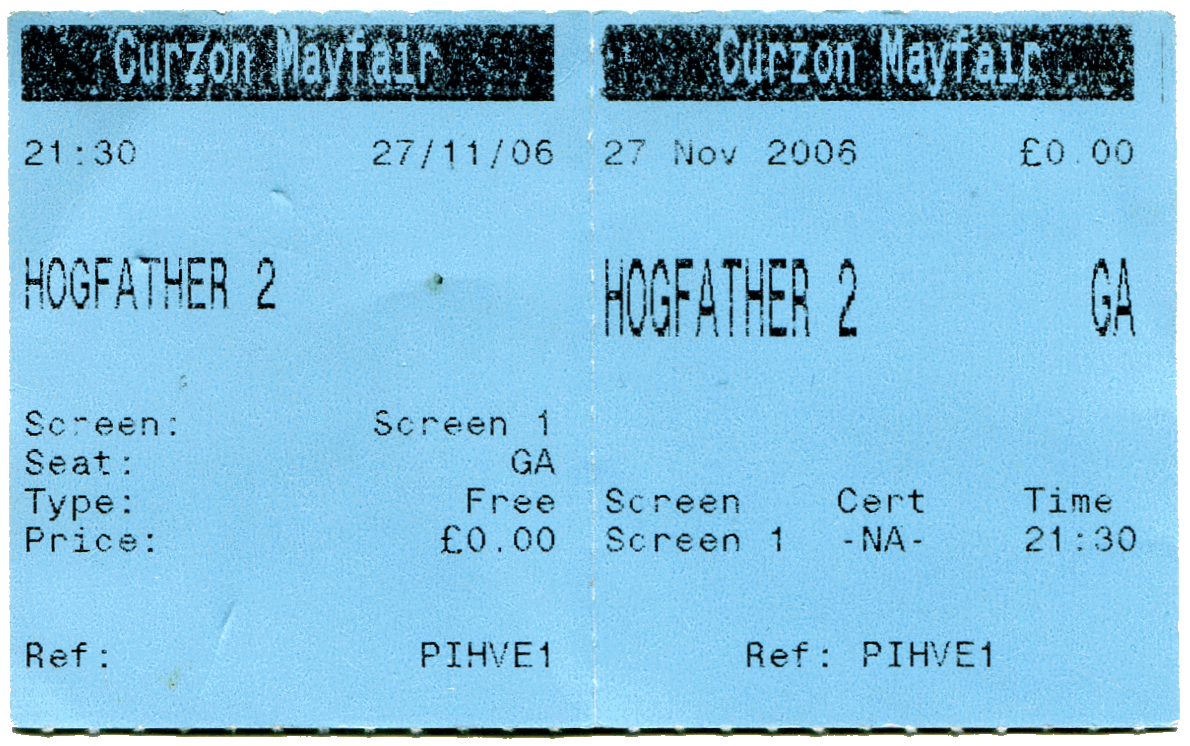 Curzon Mayfair
21:30 27/11/06
HOGFATHER 2
Screen: Screen 1
Seat: GA
Type: Free
Price: £0.00
Ref: PIHVE1
Curzon Mayfair
27 Nov 2006 £0.00
HOGFATHER 2 GA
Screen Cert Time
Screen 1 -NA- 21:30
Ref: PIHVE1